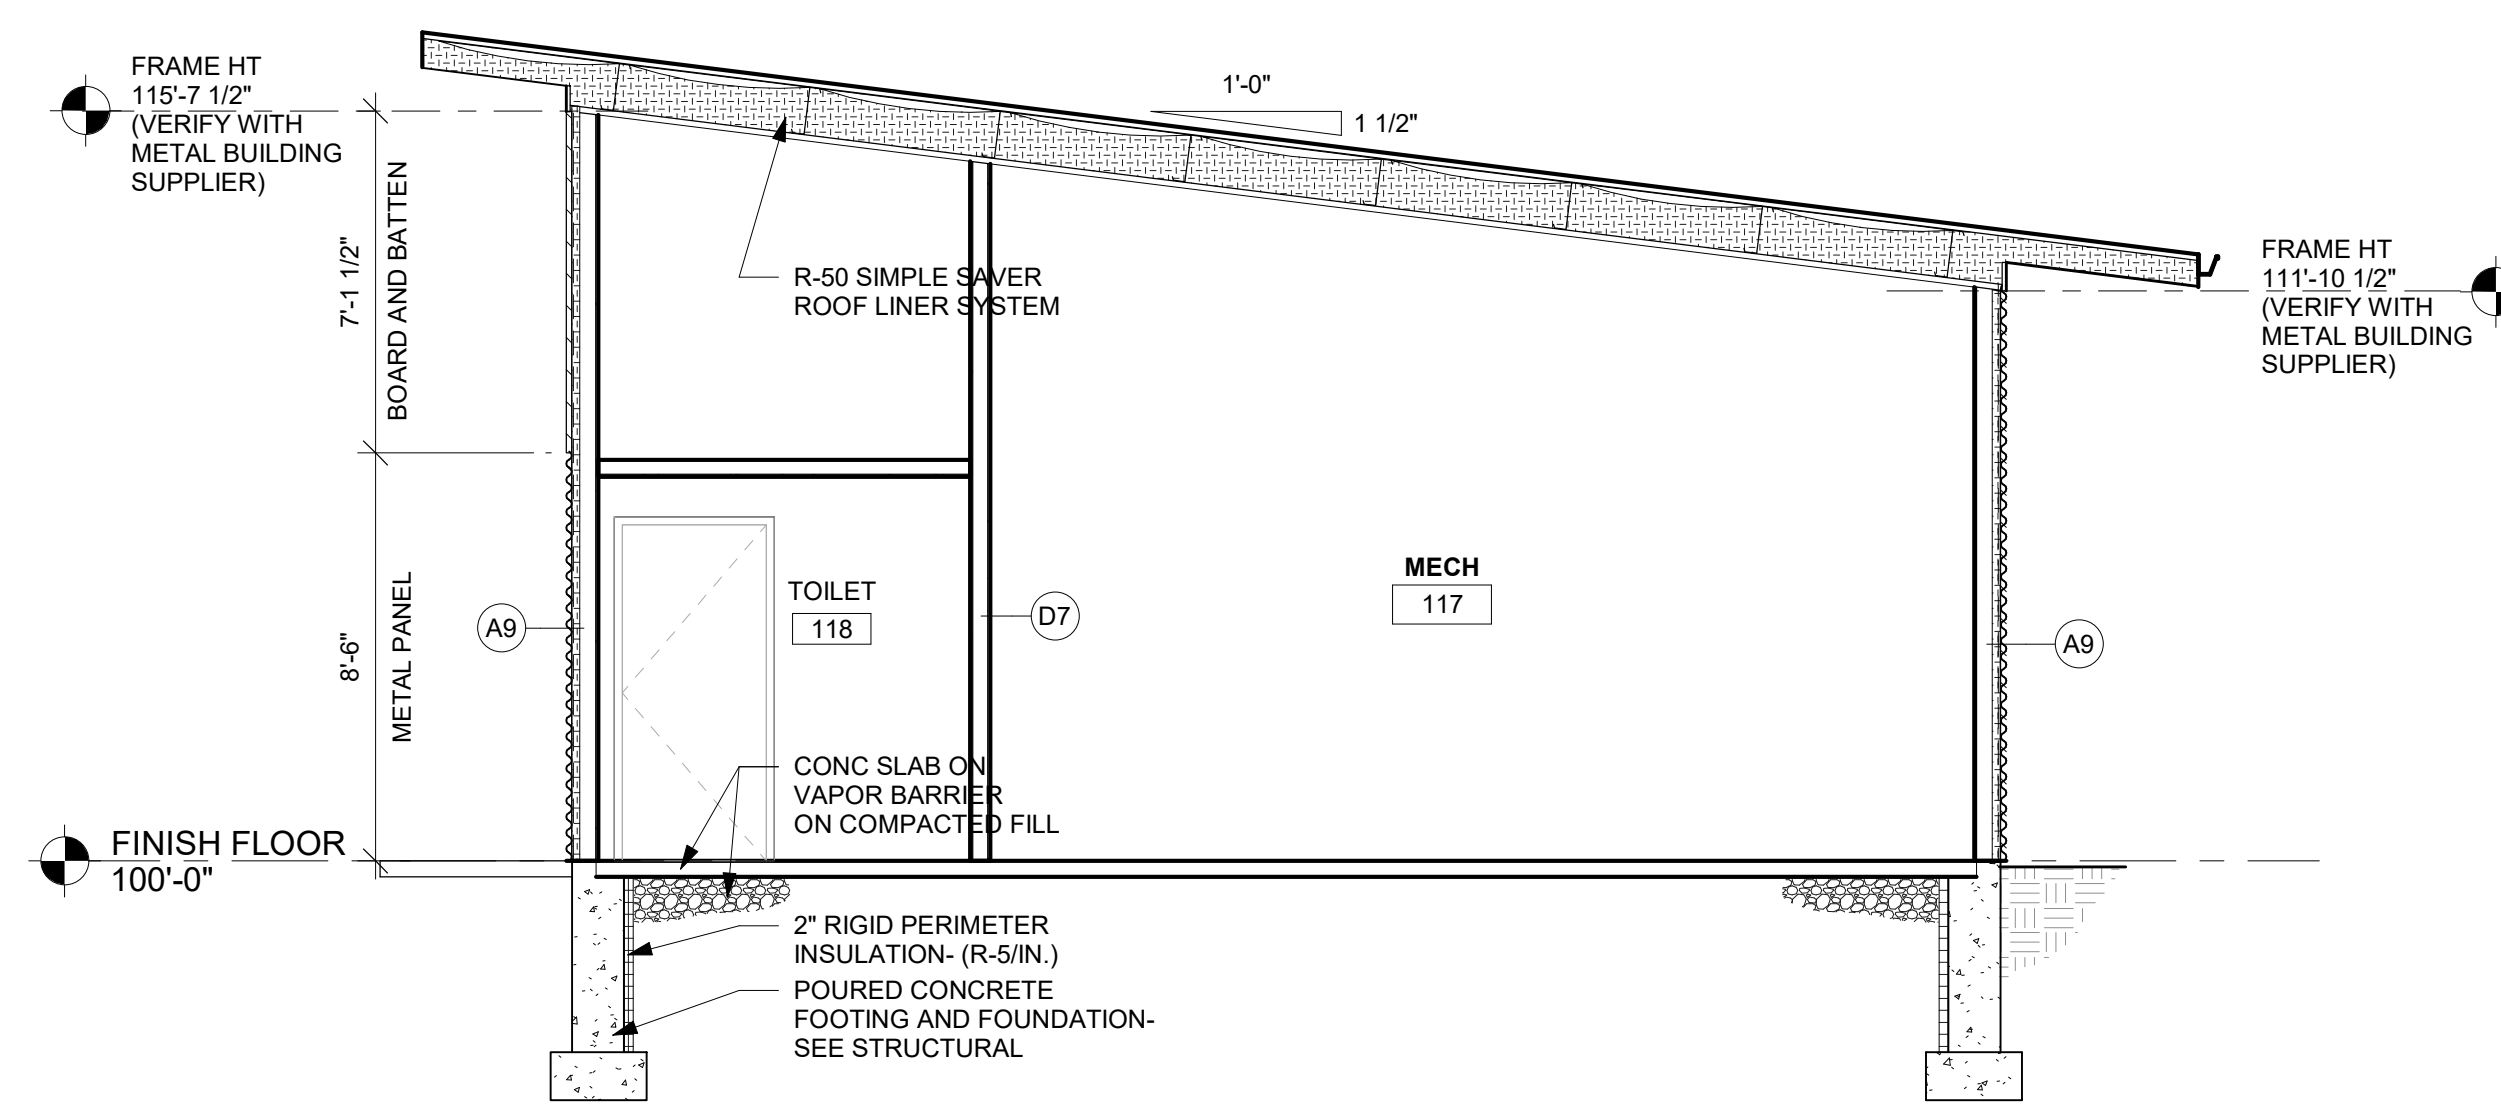 FRAME HT
115'-7 1/2"
(VERIFY WITH
METAL BUILDING
SUPPLIER)
1'-0"
1 1/2"
7'-1 1/2"
BOARD AND BATTEN
R-50 SIMPLE SAVER
ROOF LINER SYSTEM
FRAME HT
111'-10 1/2"
(VERIFY WITH
METAL BUILDING
SUPPLIER)
8'-6"
METAL PANEL
A9
TOILET
118
D7
MECH
117
A9
CONC SLAB ON
VAPOR BARRIER
ON COMPACTED FILL
FINISH FLOOR
100'-0"
2" RIGID PERIMETER
INSULATION- (R-5/IN.)
POURED CONCRETE
FOOTING AND FOUNDATION-
SEE STRUCTURAL